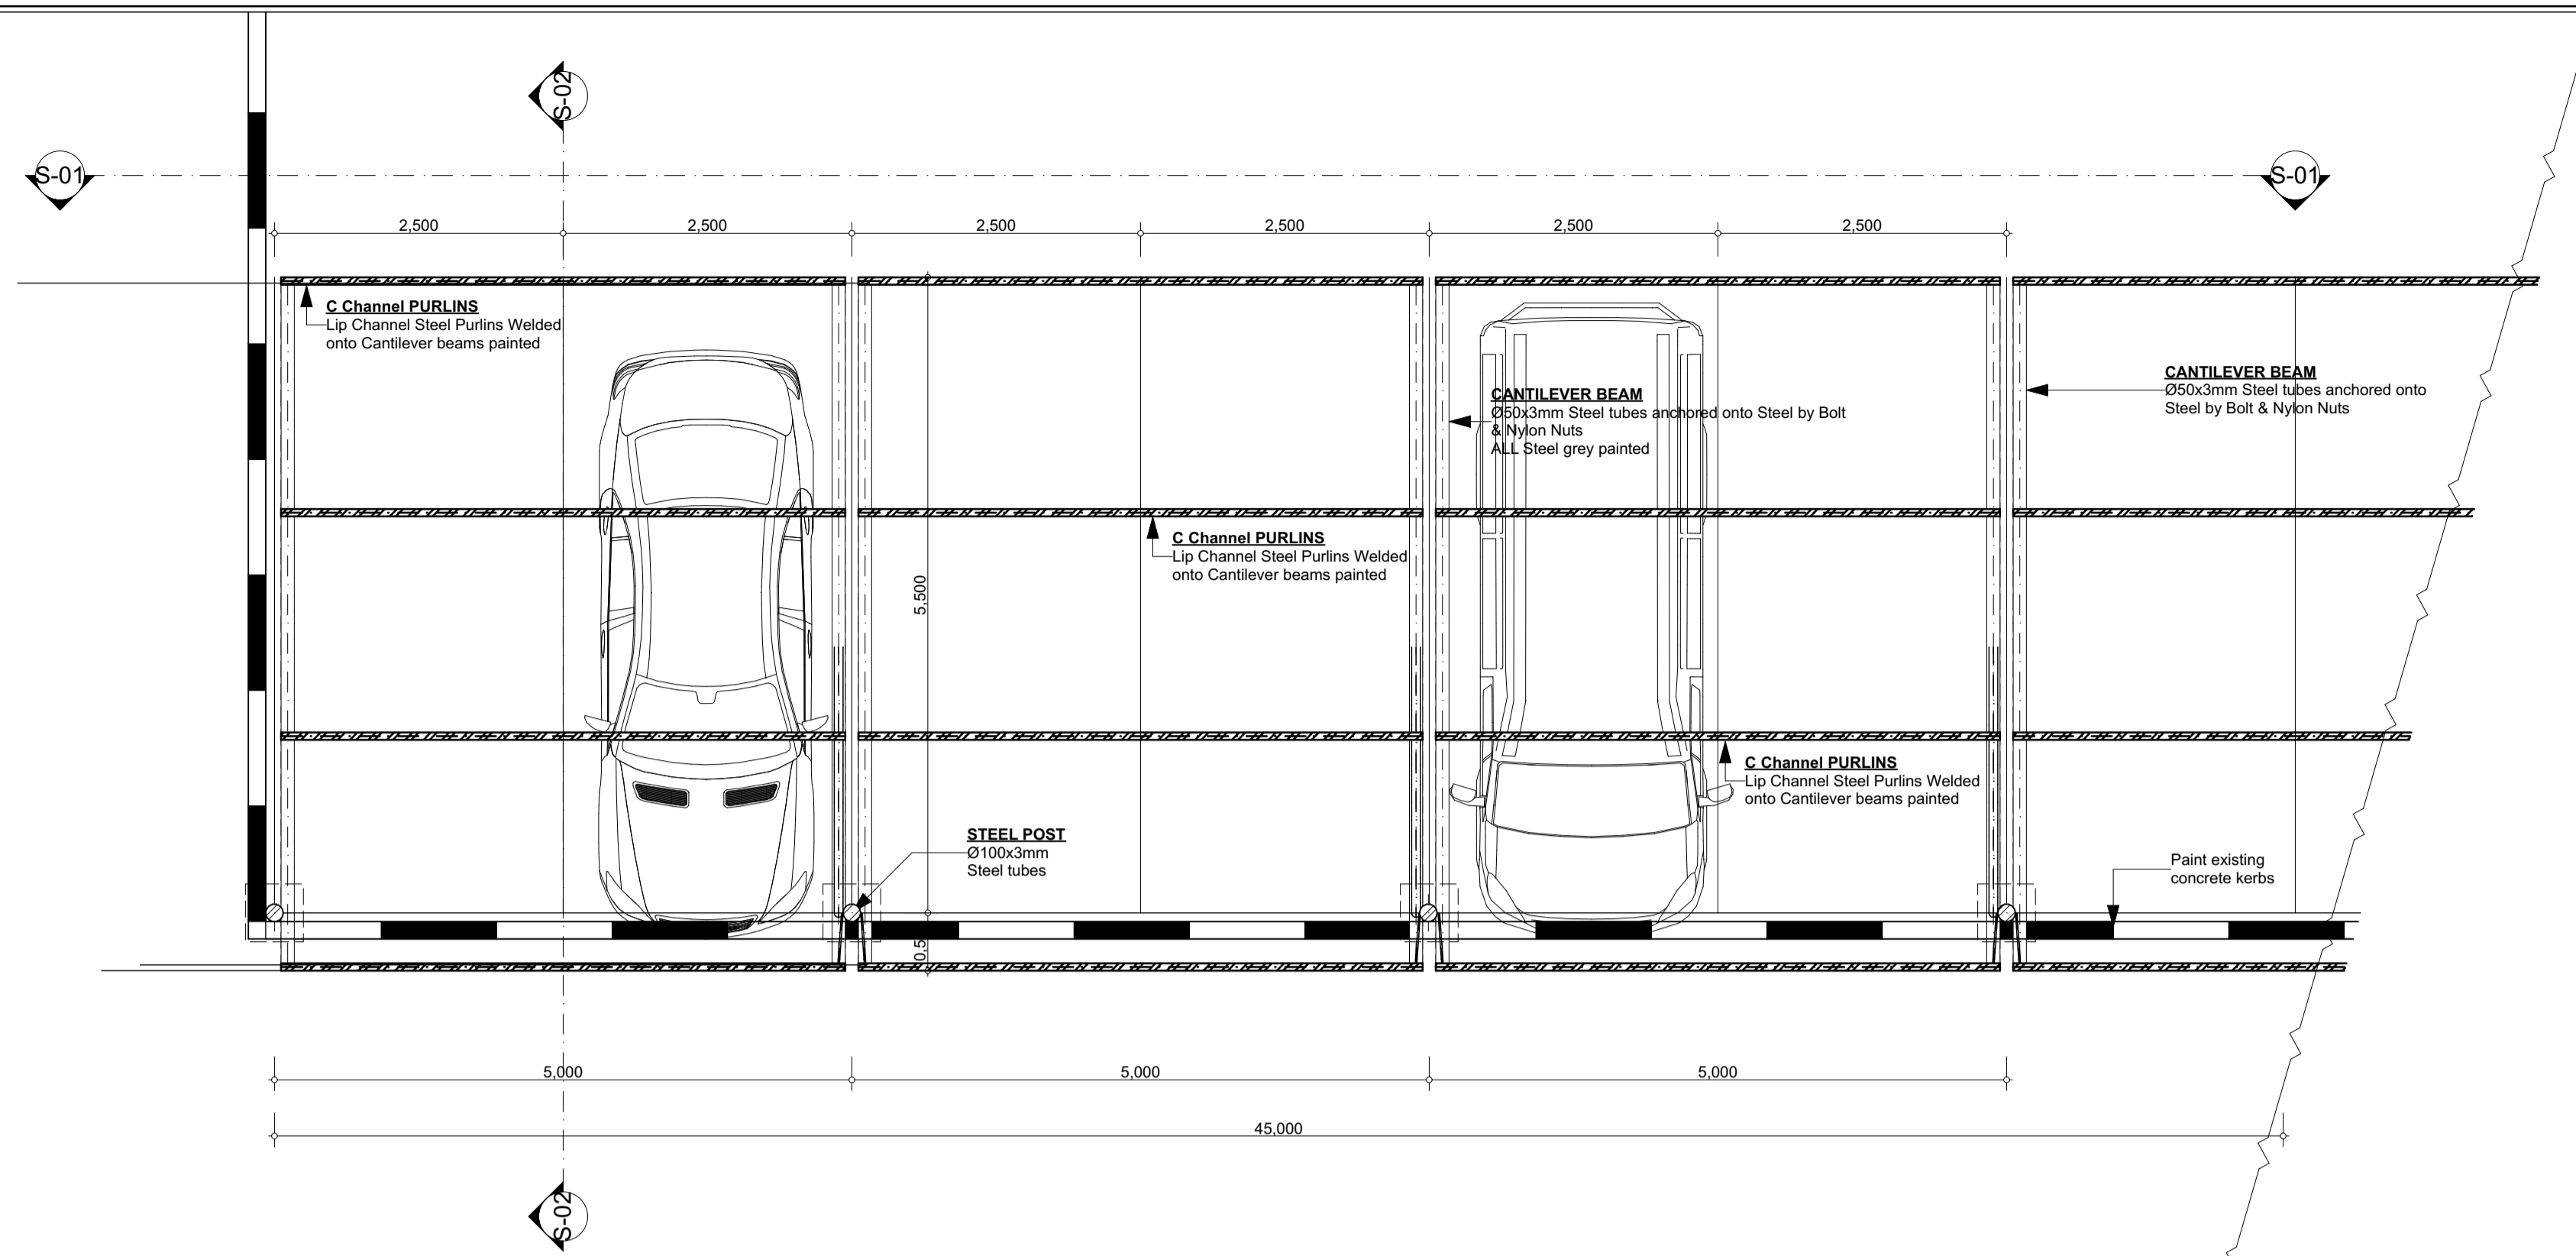 S-02
S-01
S-01
2,500
2,500
2,500
2,500
2,500
2,500
C Channel PURLINS
Lip Channel Steel Purlins Welded
onto Cantilever beams painted
CANTILEVER BEAM
Ø50x3mm Steel tubes anchored onto Steel by Bolt
& Nylon Nuts
ALL Steel grey painted
CANTILEVER BEAM
Ø50x3mm Steel tubes anchored onto
Steel by Bolt & Nylon Nuts
C Channel PURLINS
Lip Channel Steel Purlins Welded
onto Cantilever beams painted
5,500
C Channel PURLINS
Lip Channel Steel Purlins Welded
onto Cantilever beams painted
STEEL POST
Ø100x3mm
Steel tubes
Paint existing
concrete kerbs
0,5
5,000
5,000
5,000
45,000
S-02